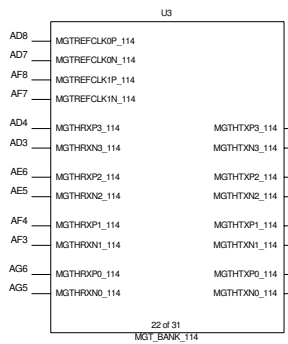 U3
AD8 MGTREFCLK0P_114
AD7 MGTREFCLK0N_114
AF8 MGTREFCLK1P_114
AF7 MGTREFCLK1N_114
AD4 MGTHRXP3_114 MGTHTXP3_114
AD3 MGTHRXN3_114 MGTHTXN3_114
AE6 MGTHRXP2_114 MGTHTXP2_114
AE5 MGTHRXN2_114 MGTHTXN2_114
AF4 MGTHRXP1_114 MGTHTXP1_114
AF3 MGTHRXN1_114 MGTHTXN1_114
AG6 MGTHRXP0_114 MGTHTXP0_114
AG5 MGTHRXN0_114 MGTHTXN0_114
22 of 31
MGT_BANK_114